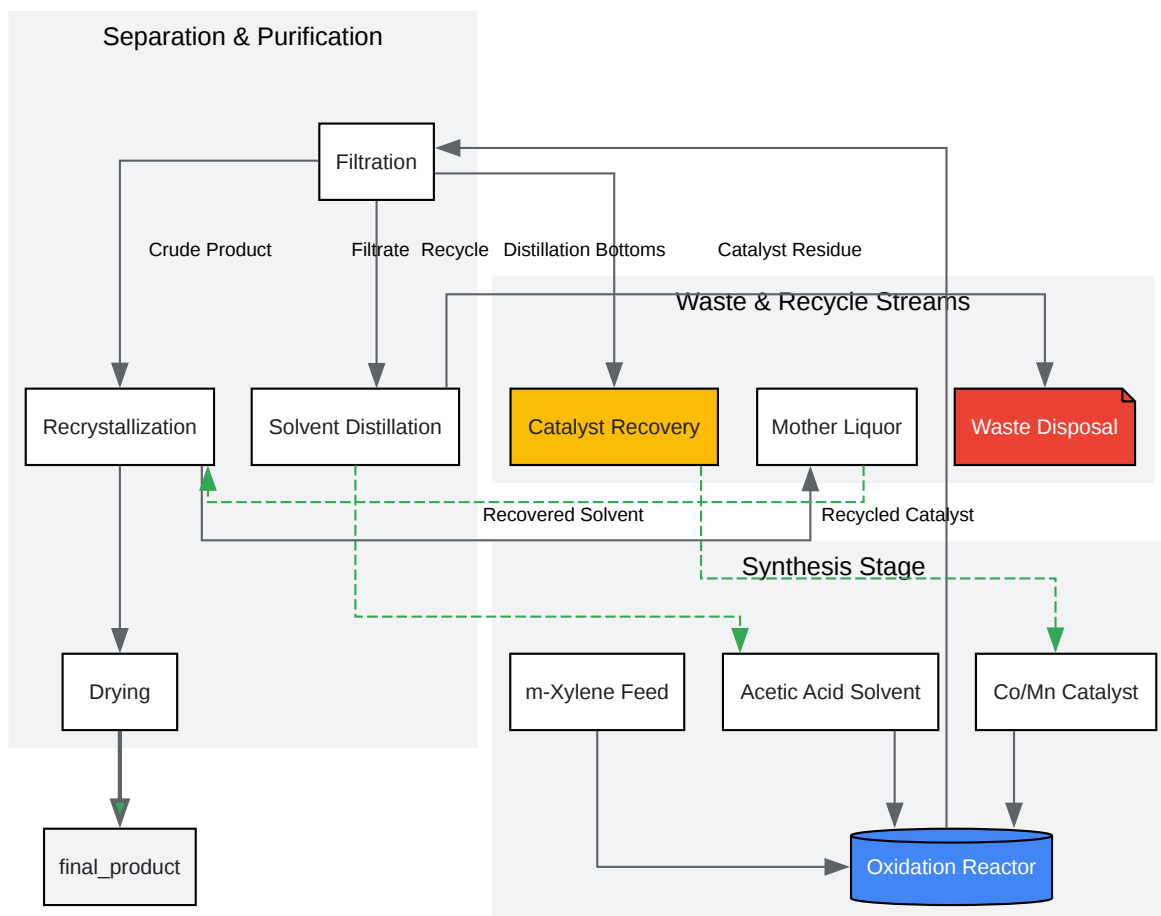 Separation & Purification
Filtration
Crude Product
Filtrate
Recycle
Distillation Bottoms
Catalyst Residue
Waste & Recycle Streams
Recrystallization
Solvent Distillation
Catalyst Recovery
Mother Liquor
Waste Disposal
Recovered Solvent
Recycled Catalyst
Synthesis Stage
Drying
m-Xylene Feed
Acetic Acid Solvent
Co/Mn Catalyst
final_product
Oxidation Reactor